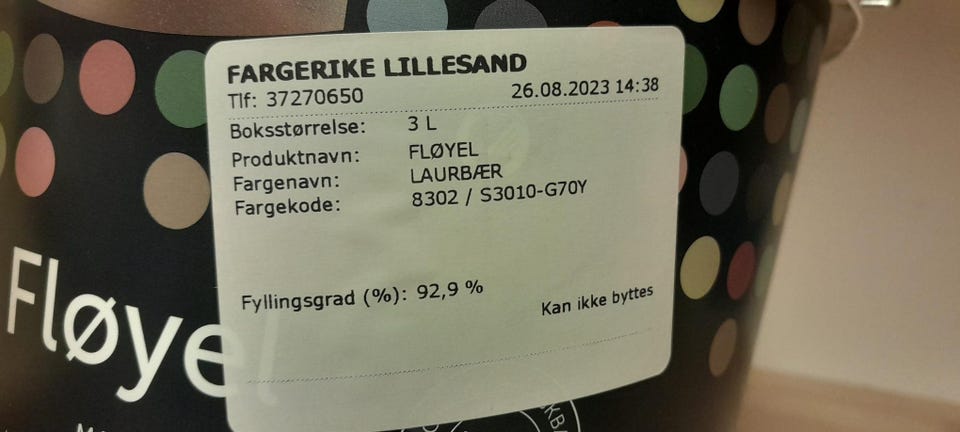 FARGERIKE LILLESAND
Tlf: 37270650 26.08.2023 14:38
Boksstørrelse: 3 L
Produktnavn: FLØYEL
Fargenavn: LAURBÆR
Fargekode: 8302 / S3010-G70Y
Fyllingsgrad (%): 92,9 %
Kan ikke byttes
Fløyel